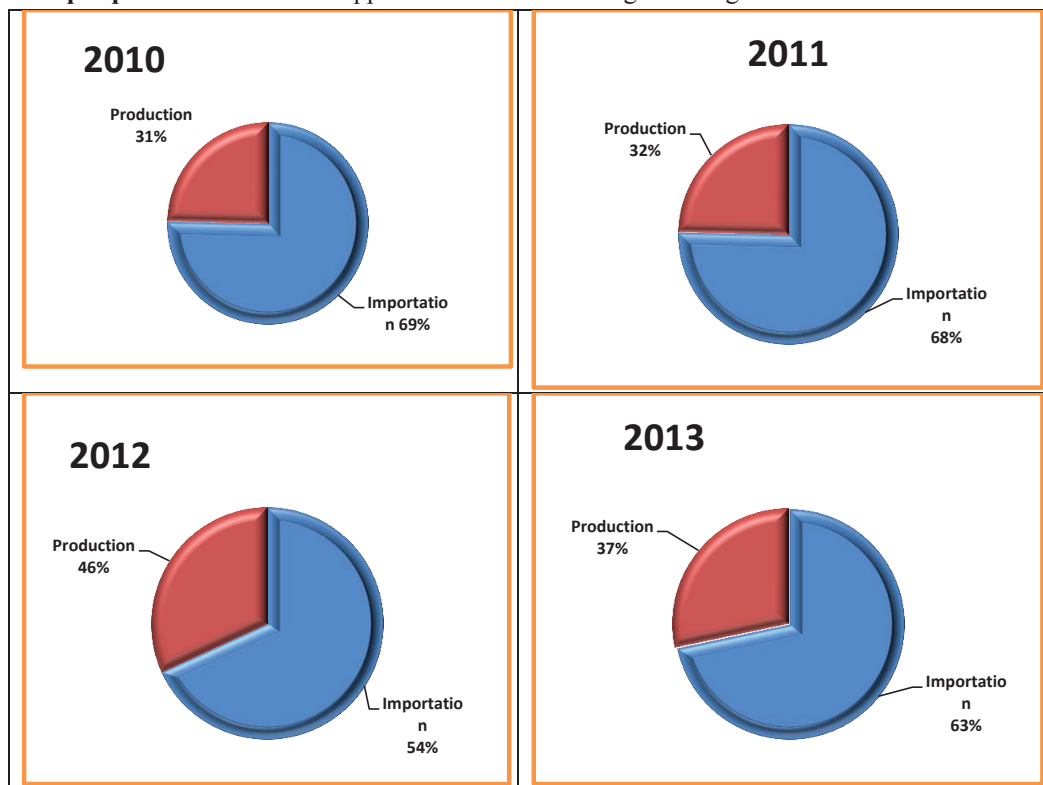 2010
Production
31%
Importatio
n 69%
2011
Production
32%
Importatio
n
68%
2012
Production
46%
Importatio
n
54%
2013
Production
37%
Importatio
n
63%